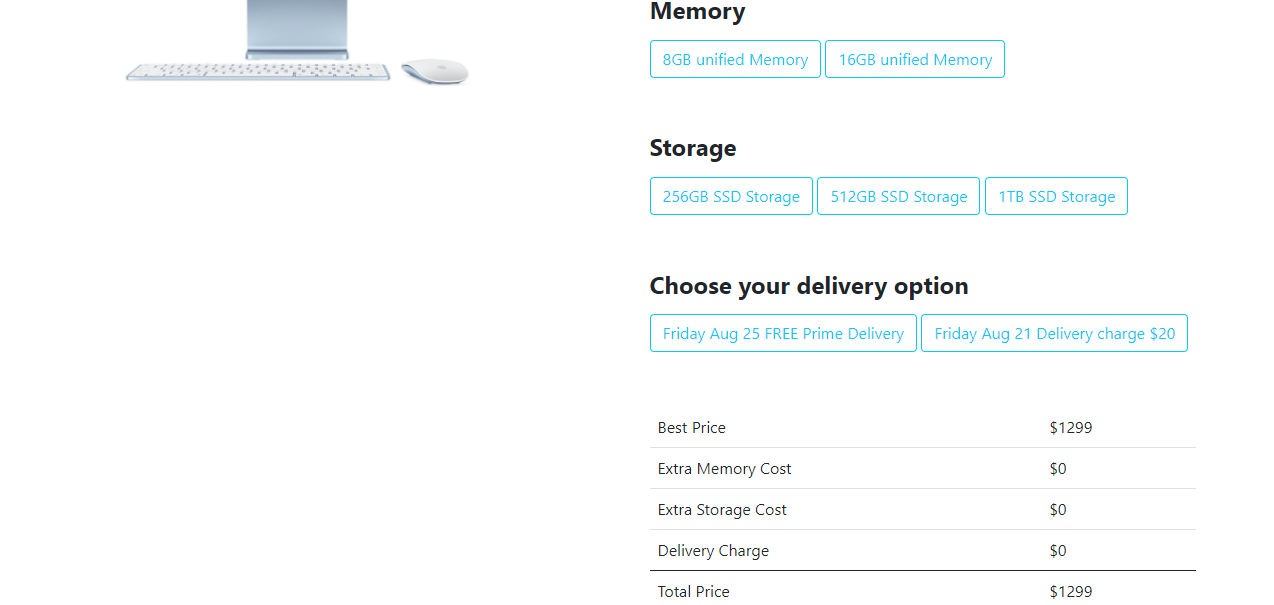 Memory
8GB unified Memory 16GB unified Memory
Storage
256GB SSD Storage 512GB SSD Storage 1TB SSD Storage
Choose your delivery option
Friday Aug 25 FREE Prime Delivery Friday Aug 21 Delivery charge $20
Best Price $1299
Extra Memory Cost $0
Extra Storage Cost $0
Delivery Charge $0
Total Price $1299